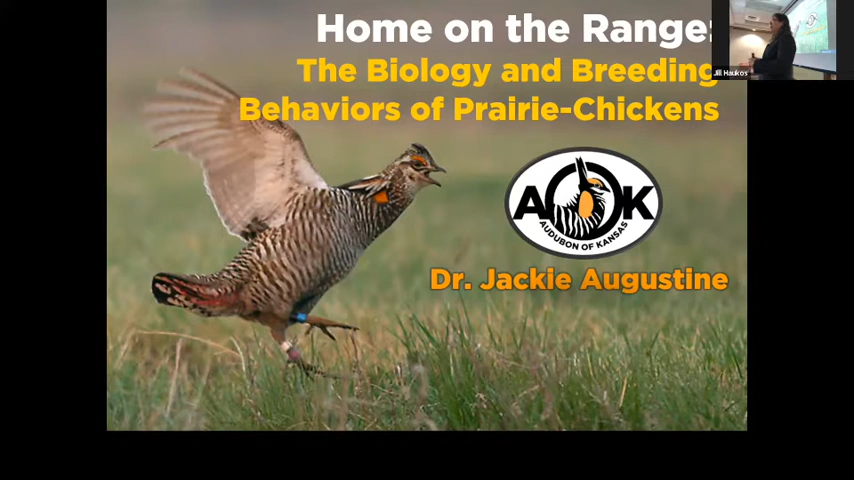 Home on the Range:
The Biology and Breeding
Behaviors of Prairie-Chickens
Jill Haukos
AOK
AUDUBON OF KANSAS
Dr. Jackie Augustine